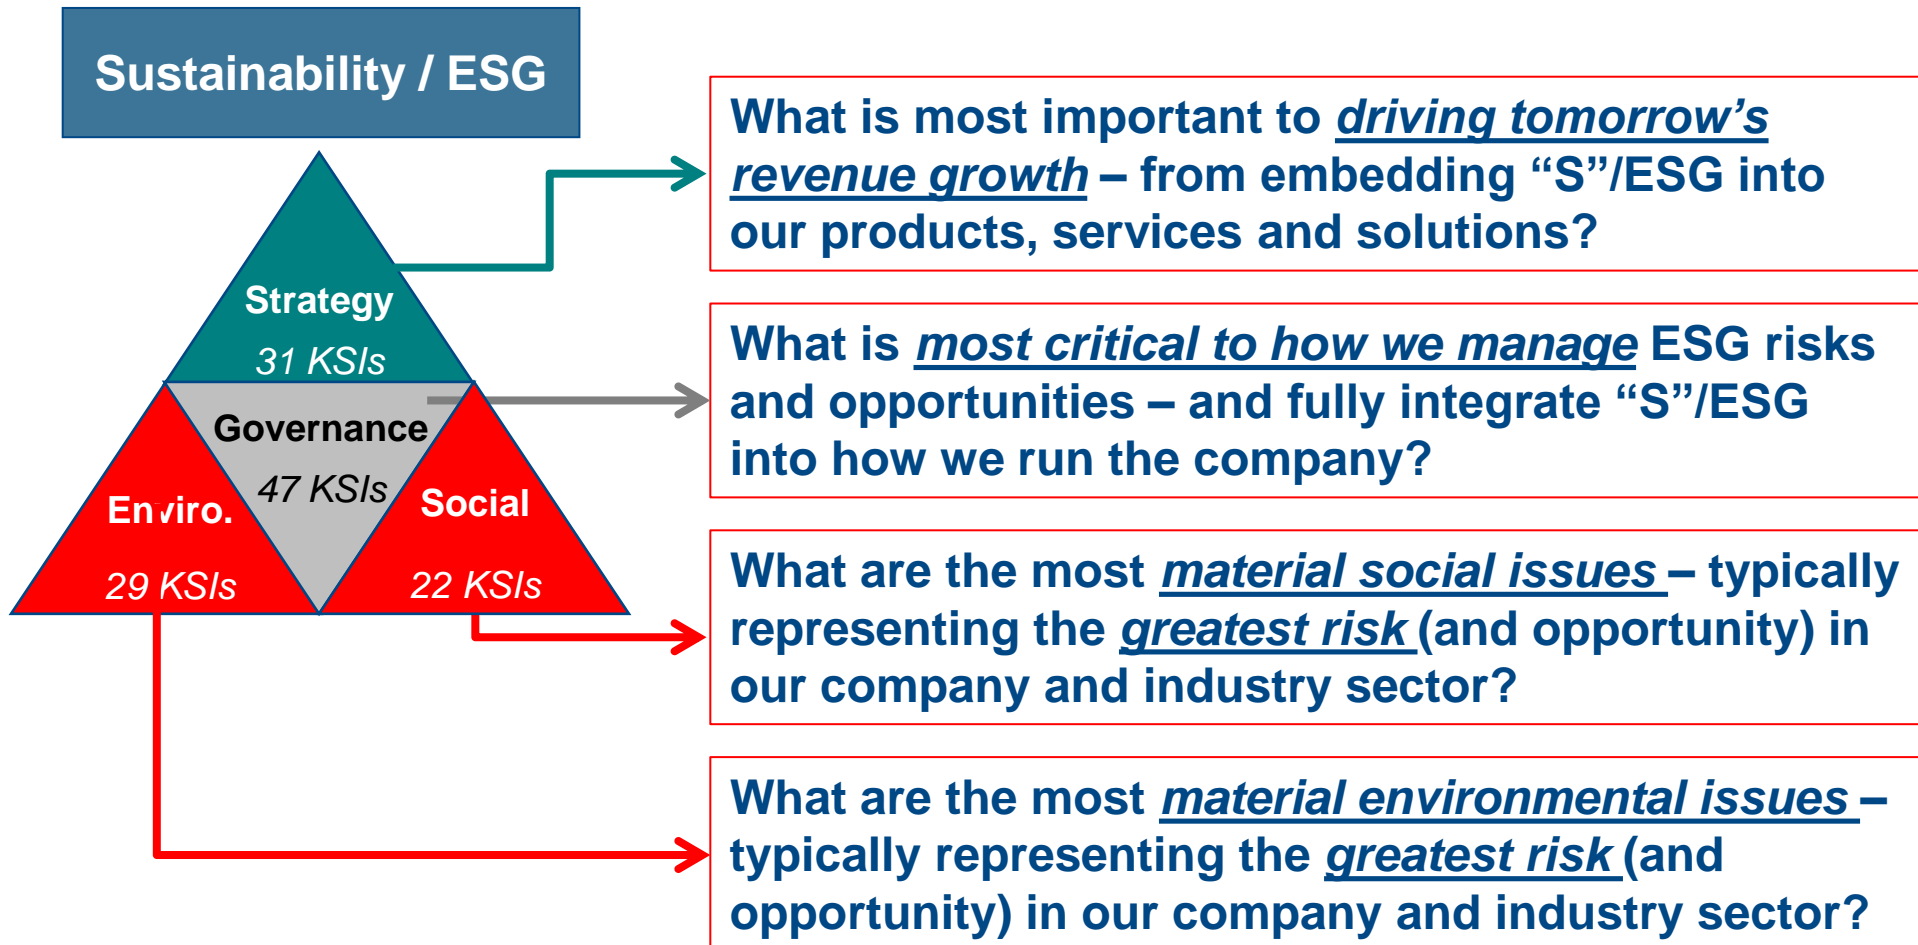 Sustainability / ESG
Strategy
31 KSIs
Governance
47 KSIs
Enviro.
29 KSIs
Social
22 KSIs
What is most important to driving tomorrow’s
revenue growth – from embedding “S”/ESG into
our products, services and solutions?
What is most critical to how we manage ESG risks
and opportunities – and fully integrate “S”/ESG
into how we run the company?
What are the most material social issues – typically
representing the greatest risk (and opportunity) in
our company and industry sector?
What are the most material environmental issues –
typically representing the greatest risk (and
opportunity) in our company and industry sector?